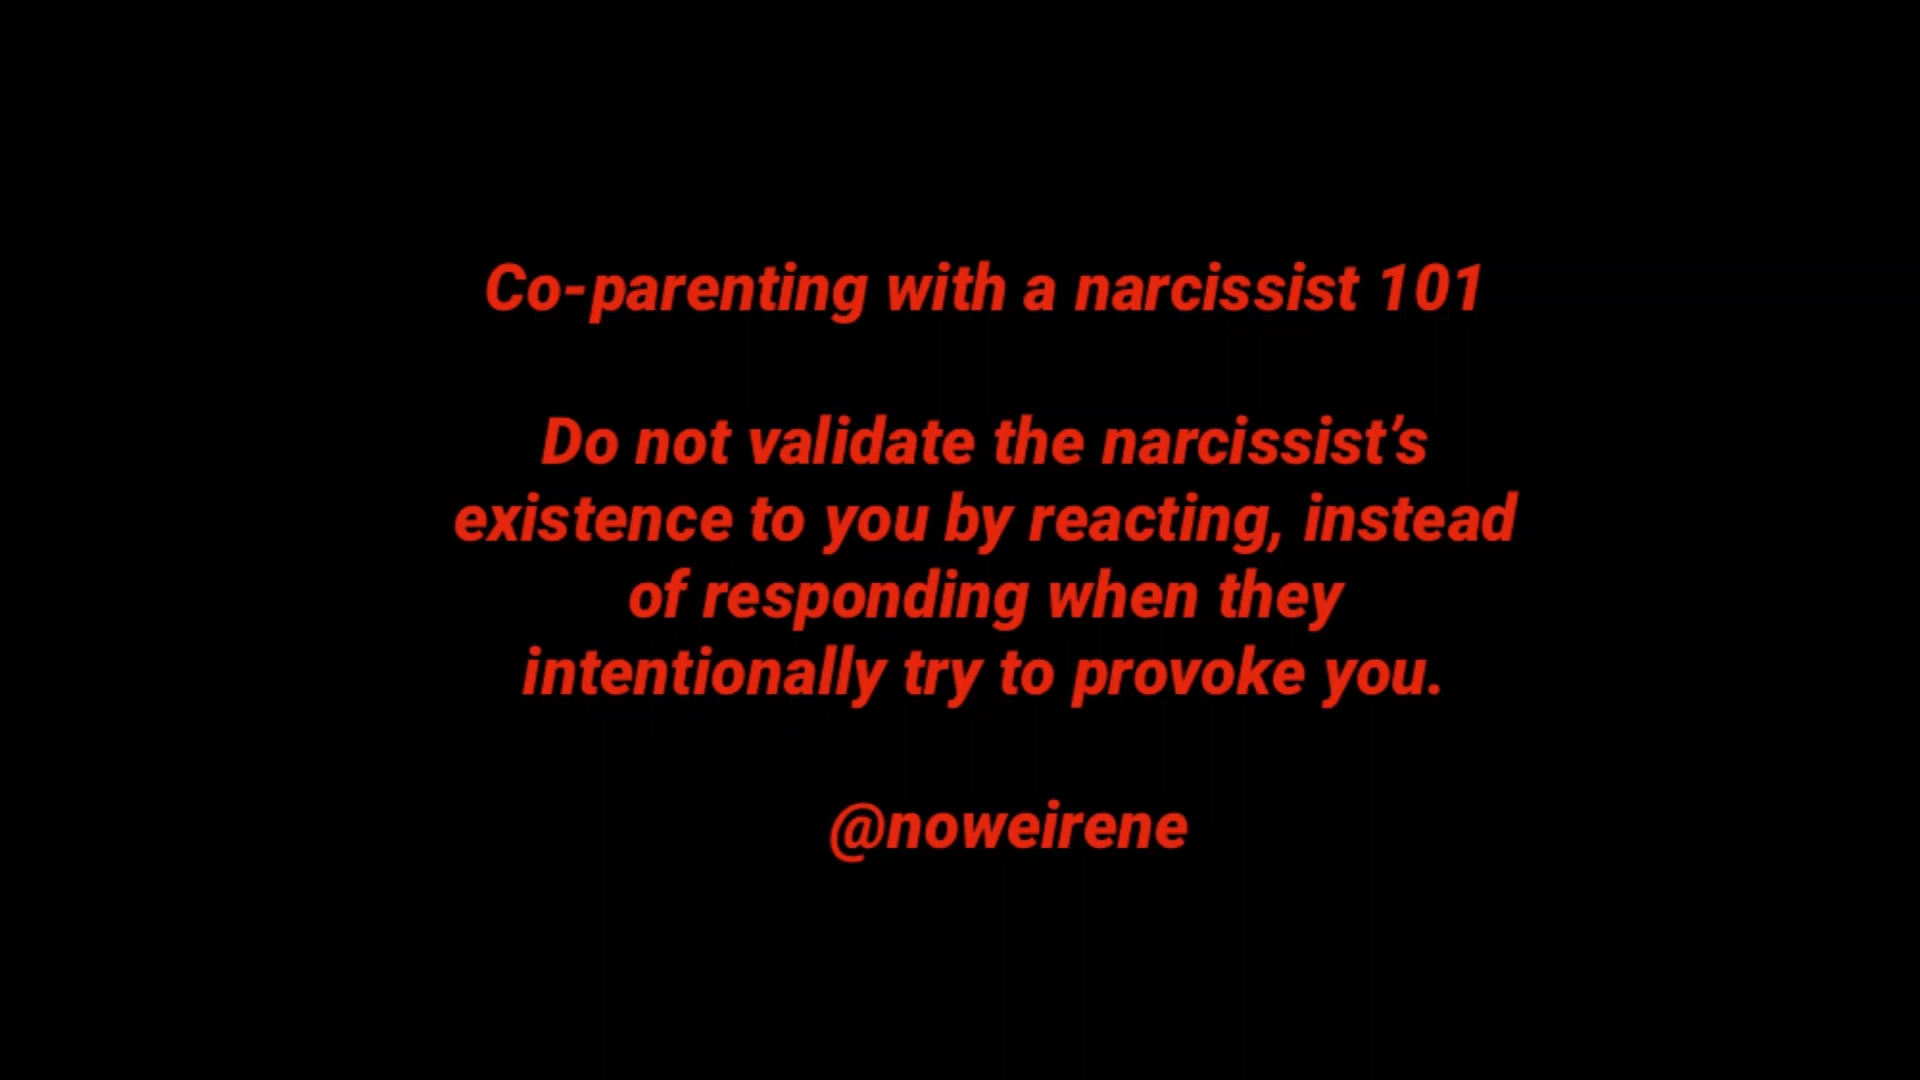 Co-parenting with a narcissist 101
Do not validate the narcissist’s
existence to you by reacting, instead
of responding when they
intentionally try to provoke you.
@noweirene